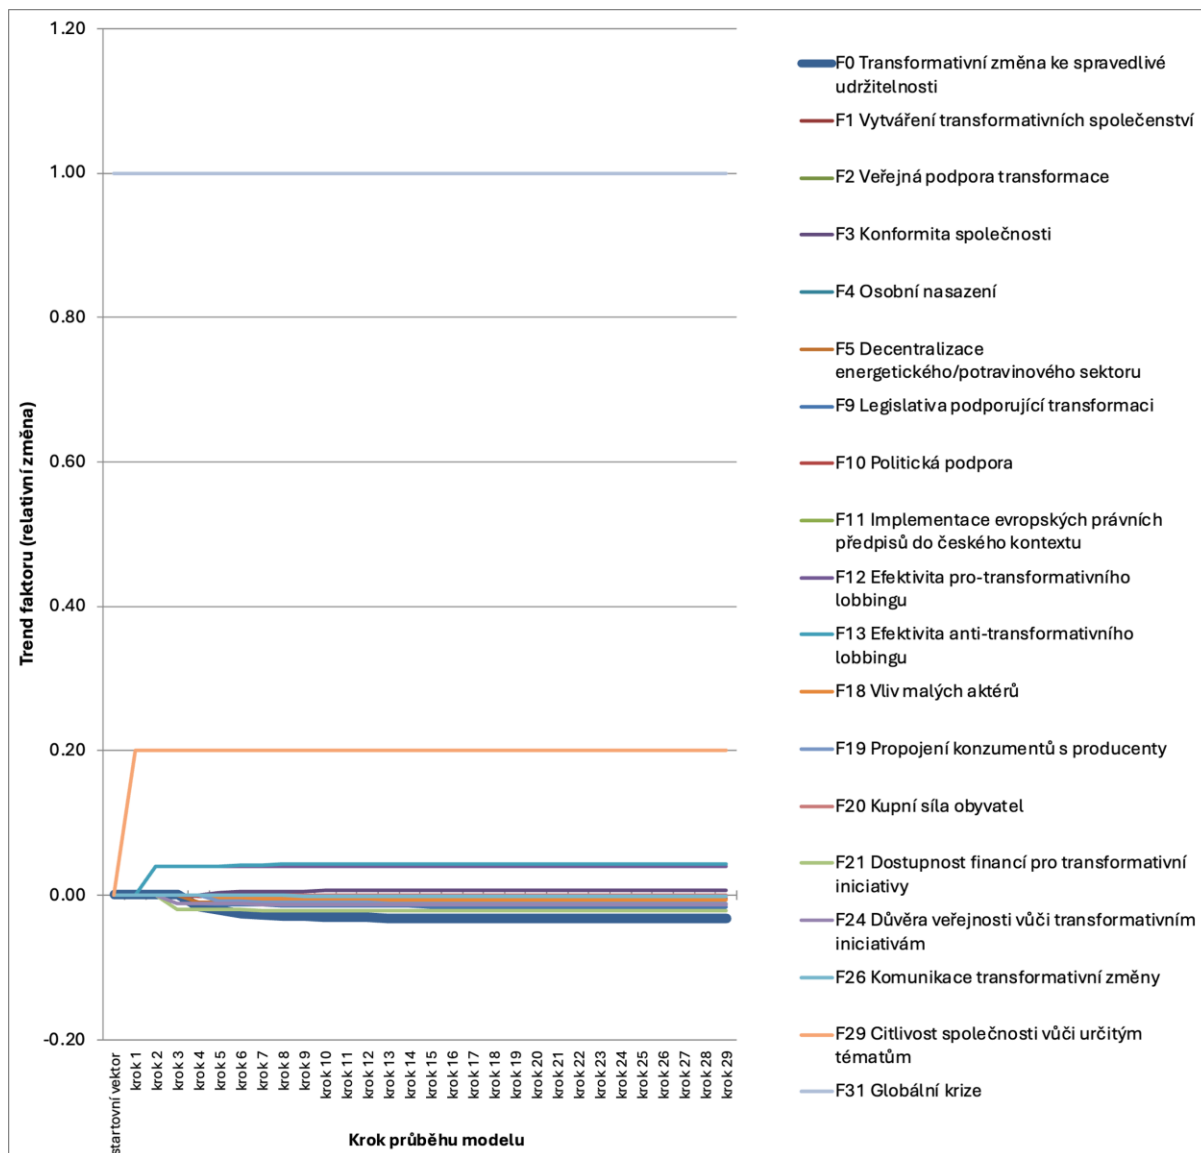 1.20
1.00
0.80
0.60
0.40
0.20
0.00
-0.20
Trend faktoru (relativní změna)
startovní vektor
krok 1
krok 2
krok 3
krok 4
krok 5
krok 6
krok 7
krok 8
krok 9
krok 10
krok 11
krok 12
krok 13
krok 14
krok 15
krok 16
krok 17
krok 18
krok 19
krok 20
krok 21
krok 22
krok 23
krok 24
krok 25
krok 26
krok 27
krok 28
krok 29
Krok průběhu modelu
F0 Transformativní změna ke spravedlivé
udržitelnosti
F1 Vytváření transformativních společenství
F2 Veřejná podpora transformace
F3 Konformita společnosti
F4 Osobní nasazení
F5 Decentralizace
energetického/potravinového sektoru
F9 Legislativa podporující transformaci
F10 Politická podpora
F11 Implementace evropských právních
předpisů do českého kontextu
F12 Efektivita pro-transformativního
lobbingu
F13 Efektivita anti-transformativního
lobbingu
F18 Vliv malých aktérů
F19 Propojení konzumentů s producenty
F20 Kupní síla obyvatel
F21 Dostupnost financí pro transformativní
iniciativy
F24 Důvěra veřejnosti vůči transformativním
iniciativám
F26 Komunikace transformativní změny
F29 Citlivost společnosti vůči určitým
tématům
F31 Globální krize